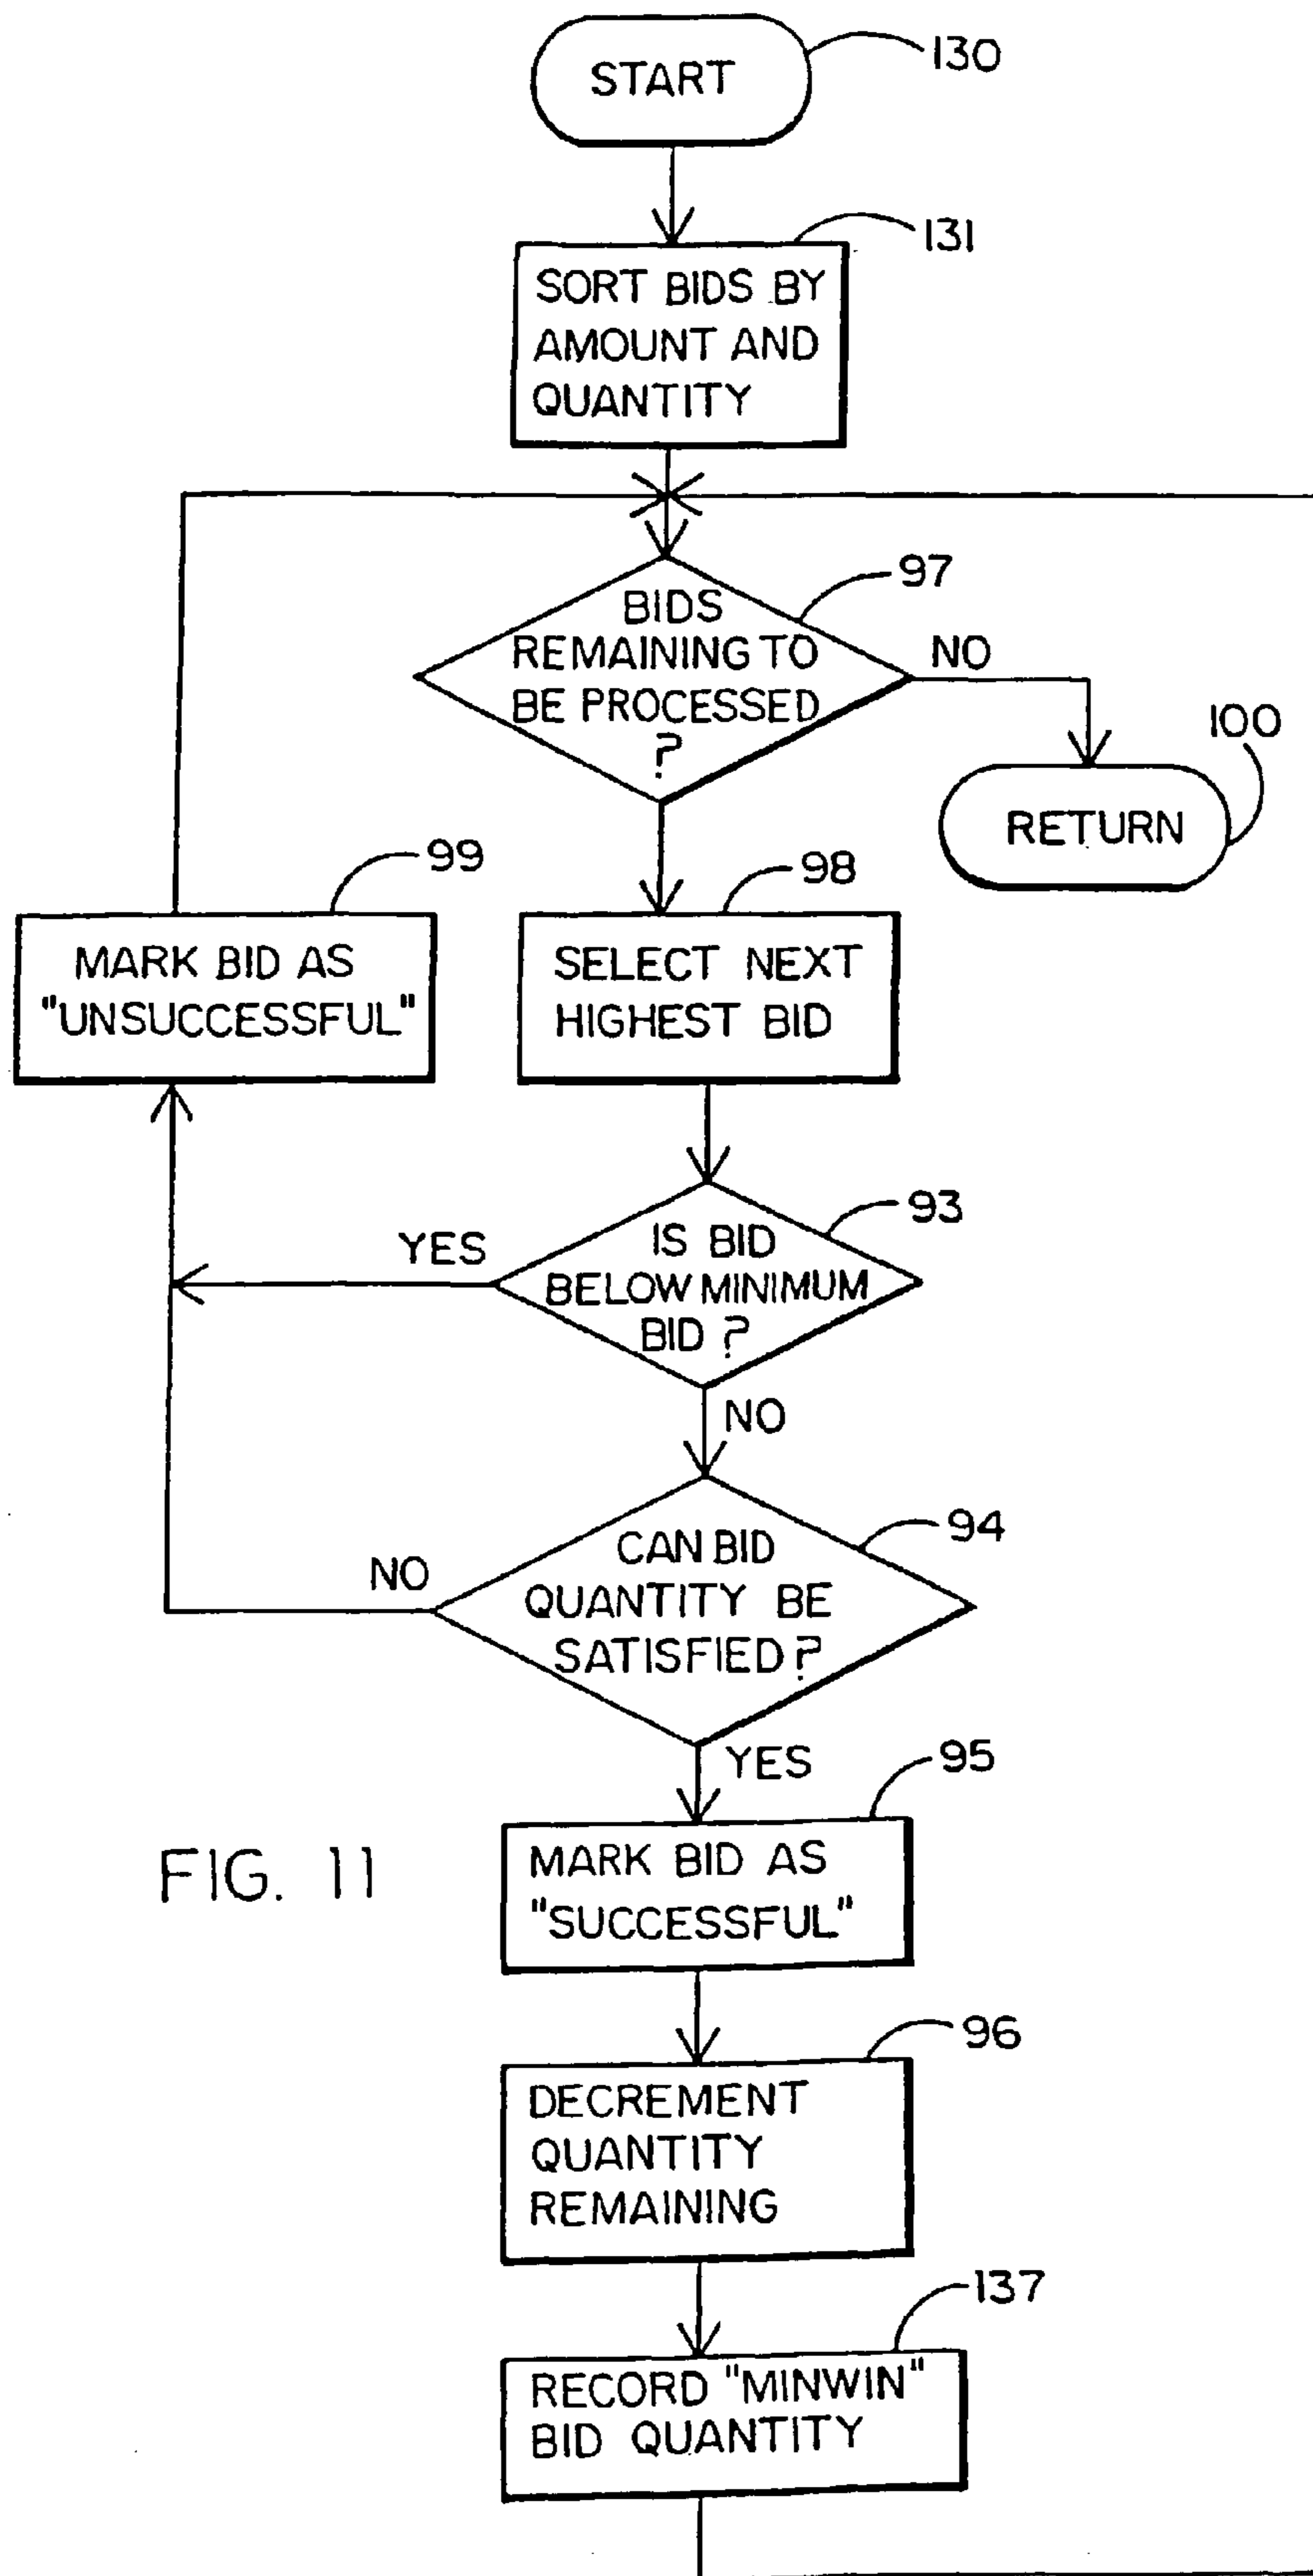 START
130
131
SORT BIDS BY
AMOUNT AND
QUANTITY
97
BIDS
REMAINING TO
BE PROCESSED
?
NO
100
RETURN
99
MARK BID AS
"UNSUCCESSFUL"
98
SELECT NEXT
HIGHEST BID
93
YES
IS BID
BELOW MINIMUM
BID ?
NO
94
NO
CAN BID
QUANTITY BE
SATISFIED ?
YES
95
MARK BID AS
"SUCCESSFUL"
FIG. 11
96
DECREMENT
QUANTITY
REMAINING
137
RECORD "MINWIN"
BID QUANTITY